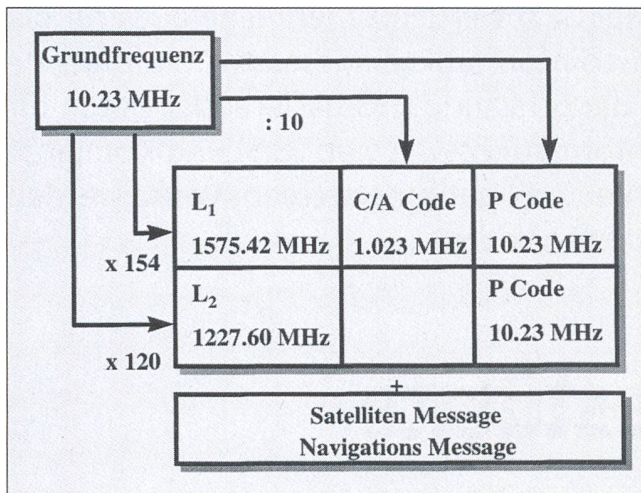 Grundfrequenz
10.23 MHz
: 10
L₁
C/A Code
P Code
1575.42 MHz
1.023 MHz
10.23 MHz
x 154
L₂
P Code
1227.60 MHz
10.23 MHz
x 120
+
Satelliten Message
Navigations Message